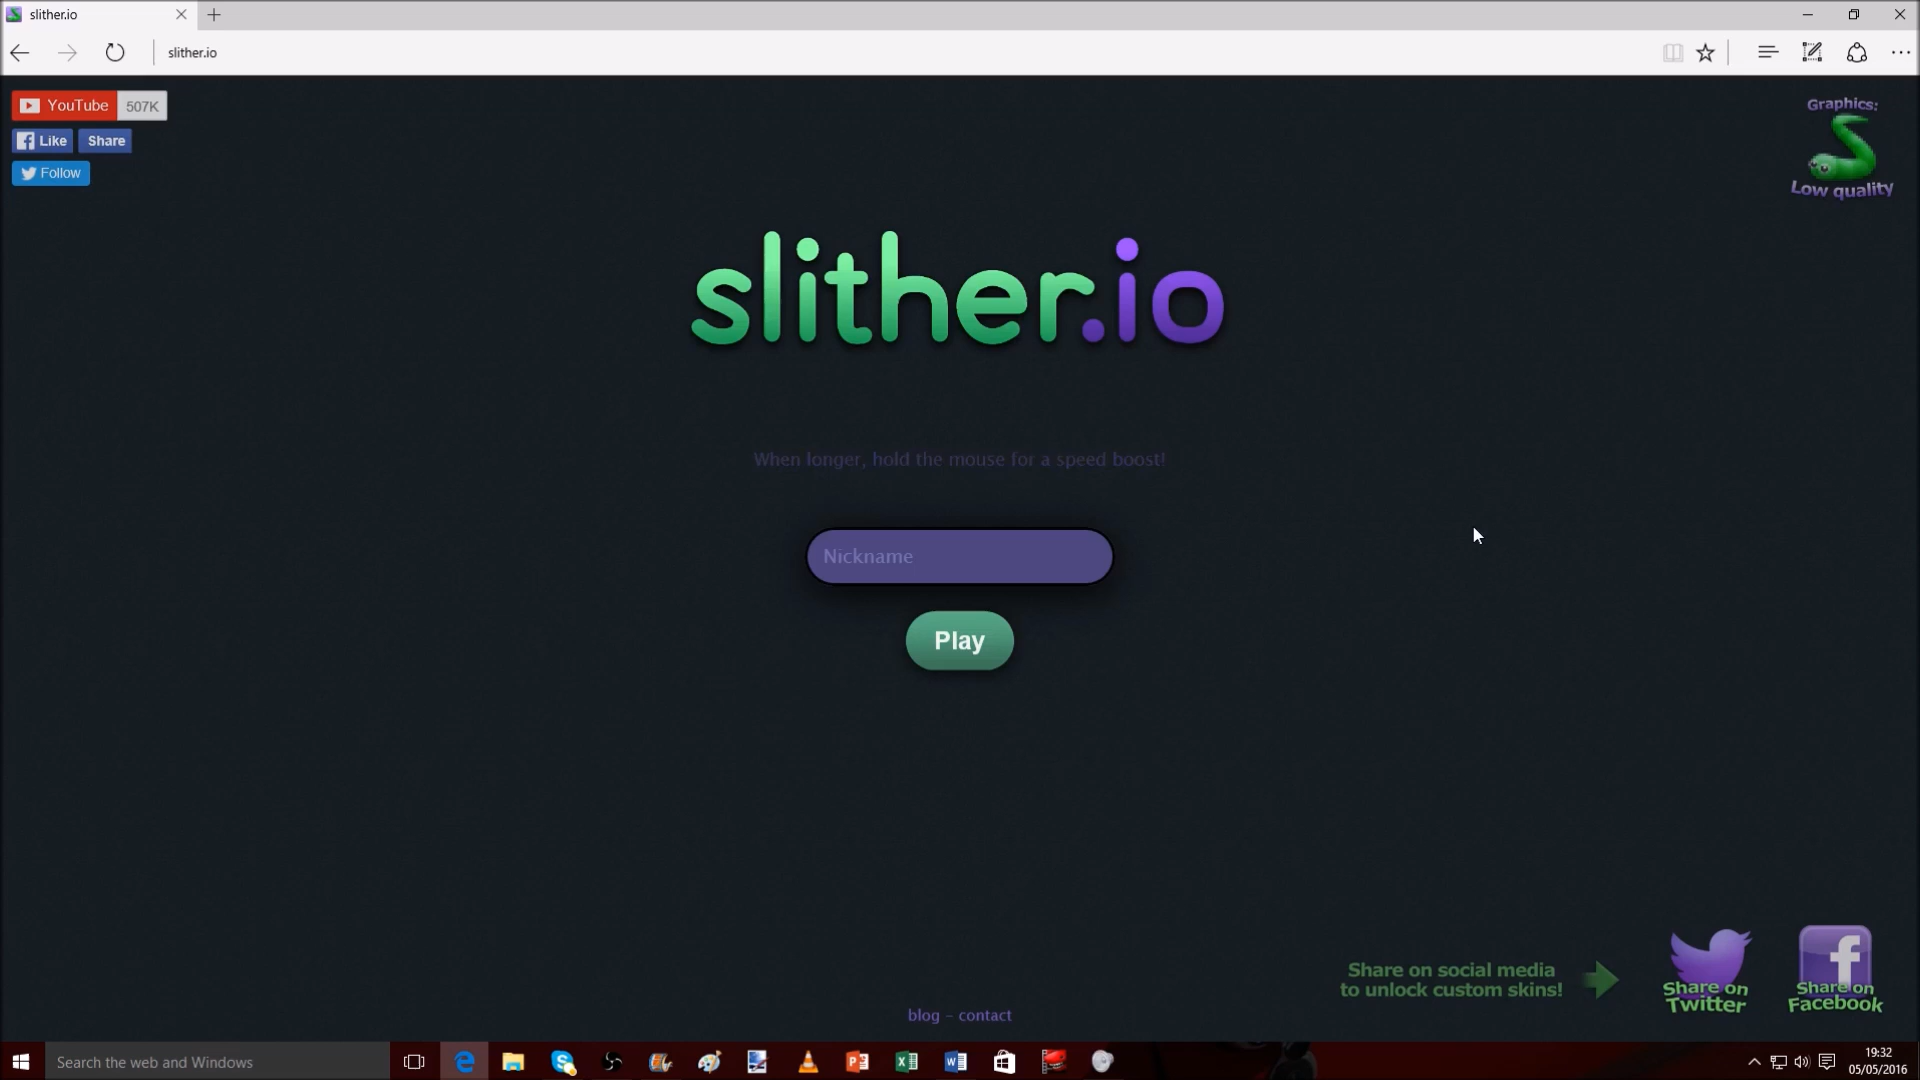 slither.io
slither.io
YouTube 507K
Like Share
Follow
Graphics:
Low quality
slither.io
When longer, hold the mouse for a speed boost!
Nickname
Play
Share on social media
to unlock custom skins!
Share on
Twitter
Share on
Facebook
blog - contact
Search the web and Windows
19:32
05/05/2016